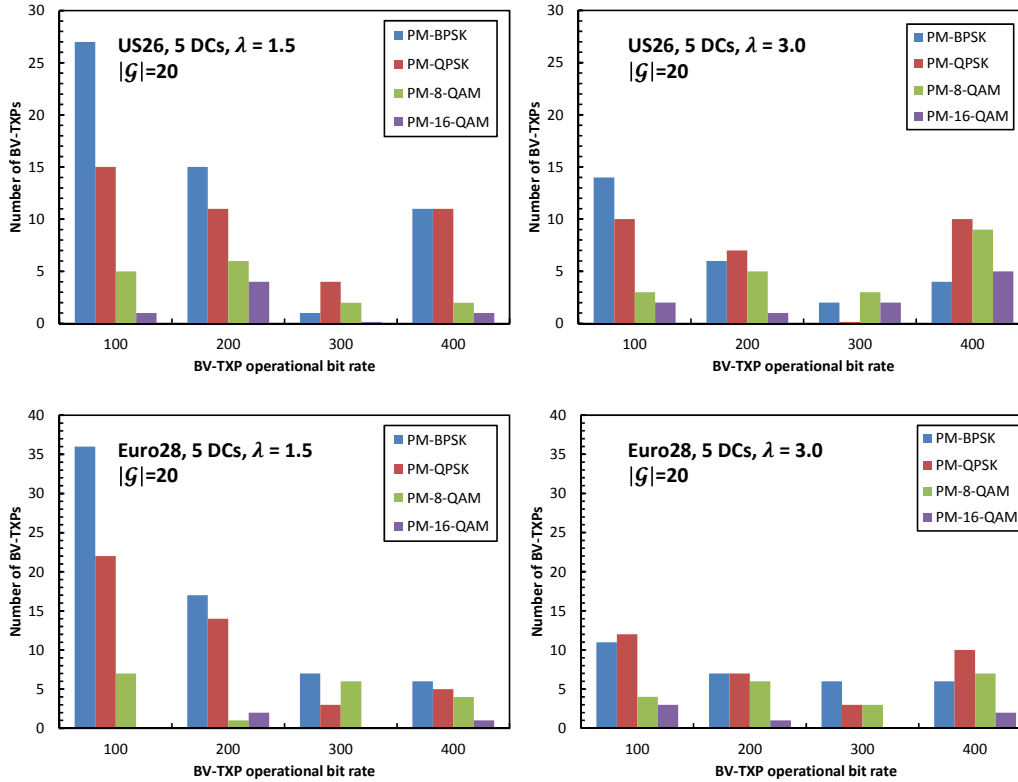 US26, 5 DCs, λ = 1.5
|𝒢|=20
PM-BPSK
PM-QPSK
PM-8-QAM
PM-16-QAM
Number of BV-TXPs
30
25
20
15
10
5
0
100 200 300 400
BV-TXP operational bit rate
US26, 5 DCs, λ = 3.0
|𝒢|=20
PM-BPSK
PM-QPSK
PM-8-QAM
PM-16-QAM
Number of BV-TXPs
30
25
20
15
10
5
0
100 200 300 400
BV-TXP operational bit rate
Euro28, 5 DCs, λ = 1.5
|𝒢|=20
PM-BPSK
PM-QPSK
PM-8-QAM
PM-16-QAM
Number of BV-TXPs
40
35
30
25
20
15
10
5
0
100 200 300 400
BV-TXP operational bit rate
Euro28, 5 DCs, λ = 3.0
|𝒢|=20
PM-BPSK
PM-QPSK
PM-8-QAM
PM-16-QAM
Number of BV-TXPs
40
35
30
25
20
15
10
5
0
100 200 300 400
BV-TXP operational bit rate